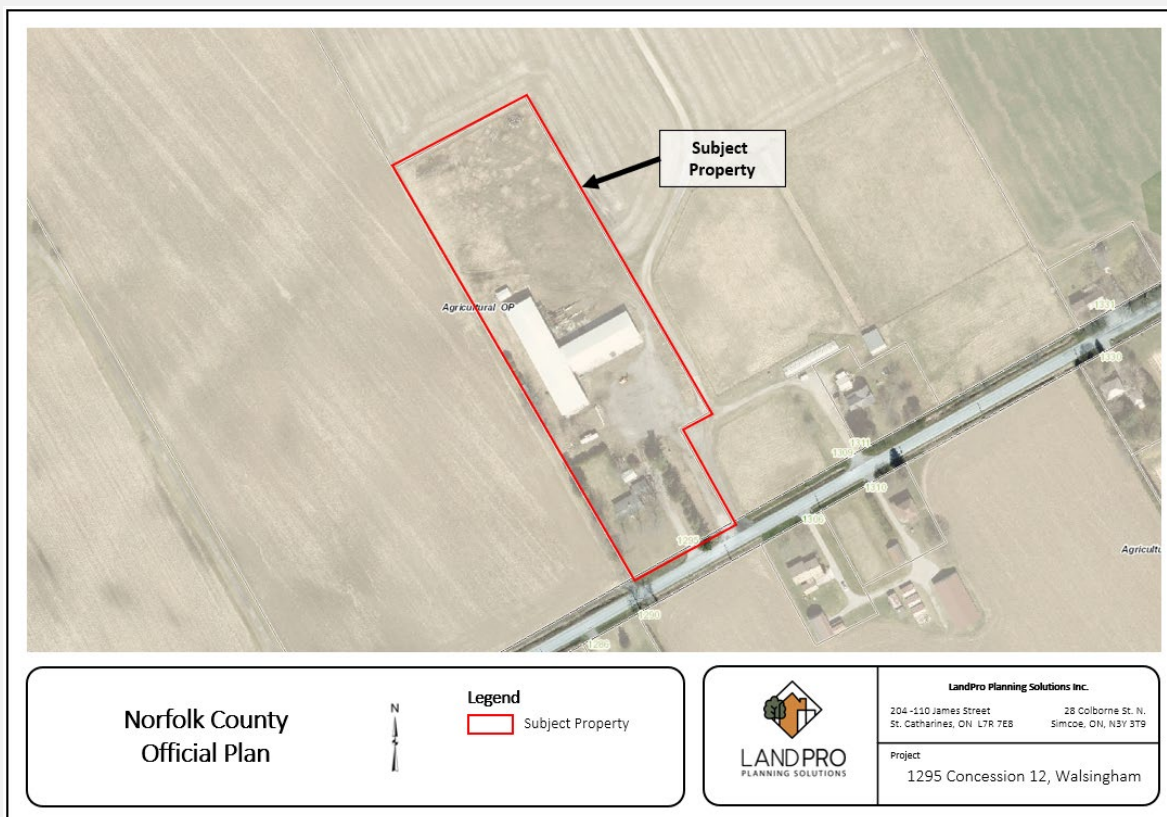 Subject
Property
Agricultural OP
1331
1330
1311
1309
1310
1306
1295
1290
1286
Norfolk County
Official Plan
N
Legend
Subject Property
LANDPRO
PLANNING SOLUTIONS
LandPro Planning Solutions Inc.
204 -110 James Street
St. Catharines, ON L7R 7E8
28 Colborne St. N.
Simcoe, ON, N3Y 3T9
Project
1295 Concession 12, Walsingham